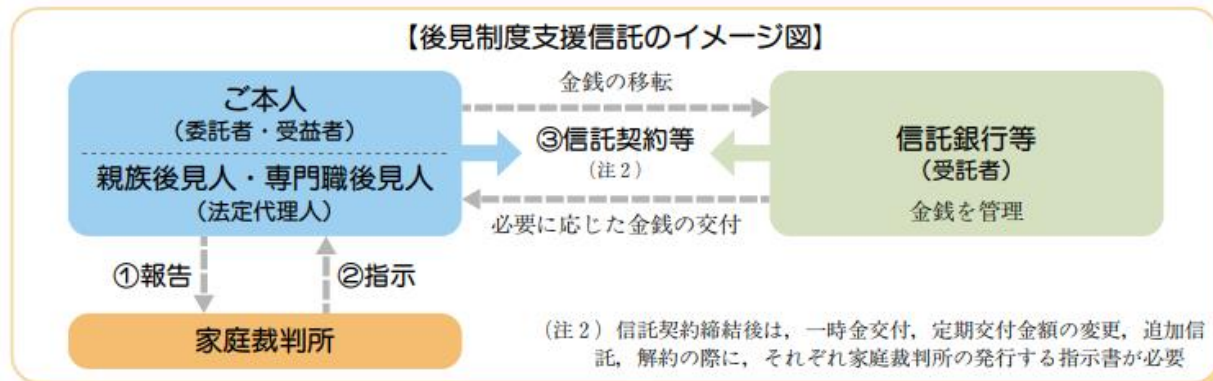 【後見制度支援信託のイメージ図】
ご本人
（委託者・受益者）
親族後見人・専門職後見人
（法定代理人）
金銭の移転
③信託契約等
（注２）
必要に応じた金銭の交付
信託銀行等
（受託者）
金銭を管理
①報告
②指示
家庭裁判所
（注２）信託契約締結後は，一時金交付，定期交付金額の変更，追加信
託，解約の際に，それぞれ家庭裁判所の発行する指示書が必要